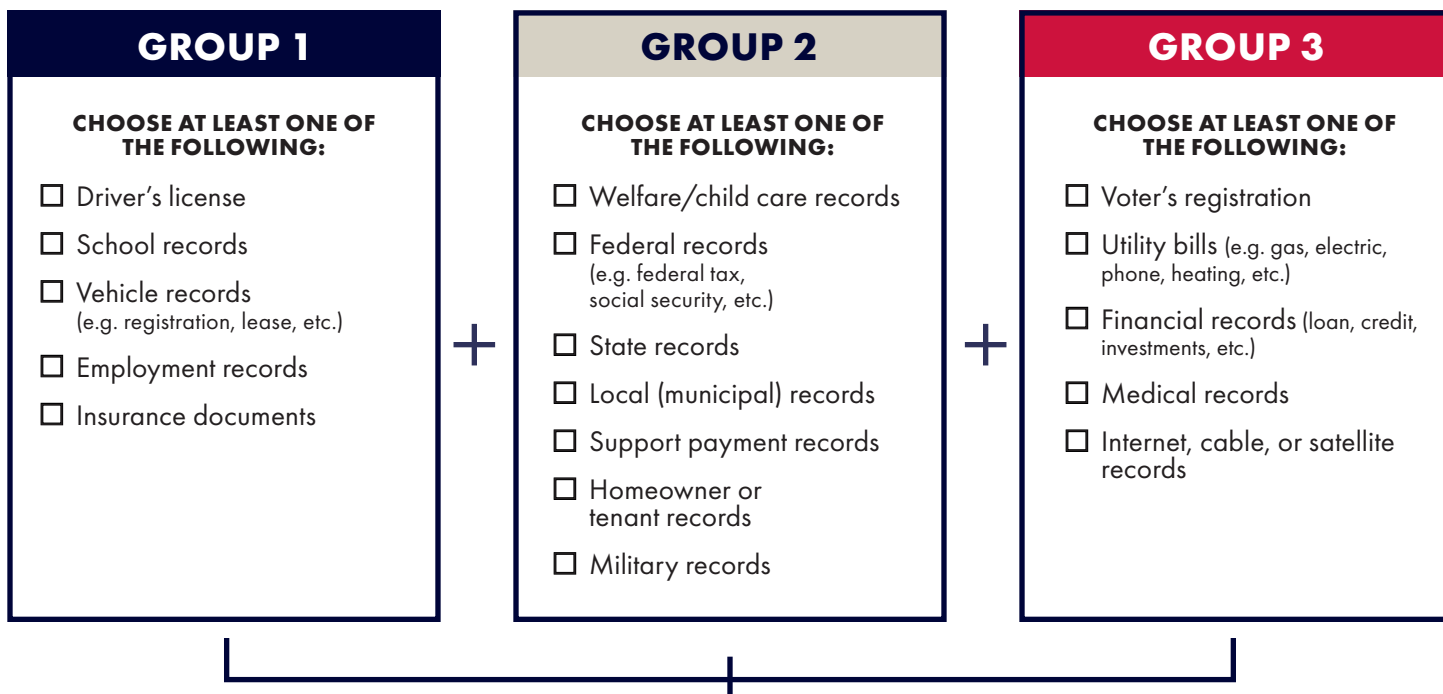 GROUP 1
CHOOSE AT LEAST ONE OF
THE FOLLOWING:
Driver's license
School records
Vehicle records
(e.g. registration, lease, etc.)
Employment records
Insurance documents
+
GROUP 2
CHOOSE AT LEAST ONE OF
THE FOLLOWING:
Welfare/child care records
Federal records
(e.g. federal tax,
social security, etc.)
State records
Local (municipal) records
Support payment records
Homeowner or
tenant records
Military records
+
GROUP 3
CHOOSE AT LEAST ONE OF
THE FOLLOWING:
Voter's registration
Utility bills (e.g. gas, electric,
phone, heating, etc.)
Financial records (loan, credit,
investments, etc.)
Medical records
Internet, cable, or satellite
records